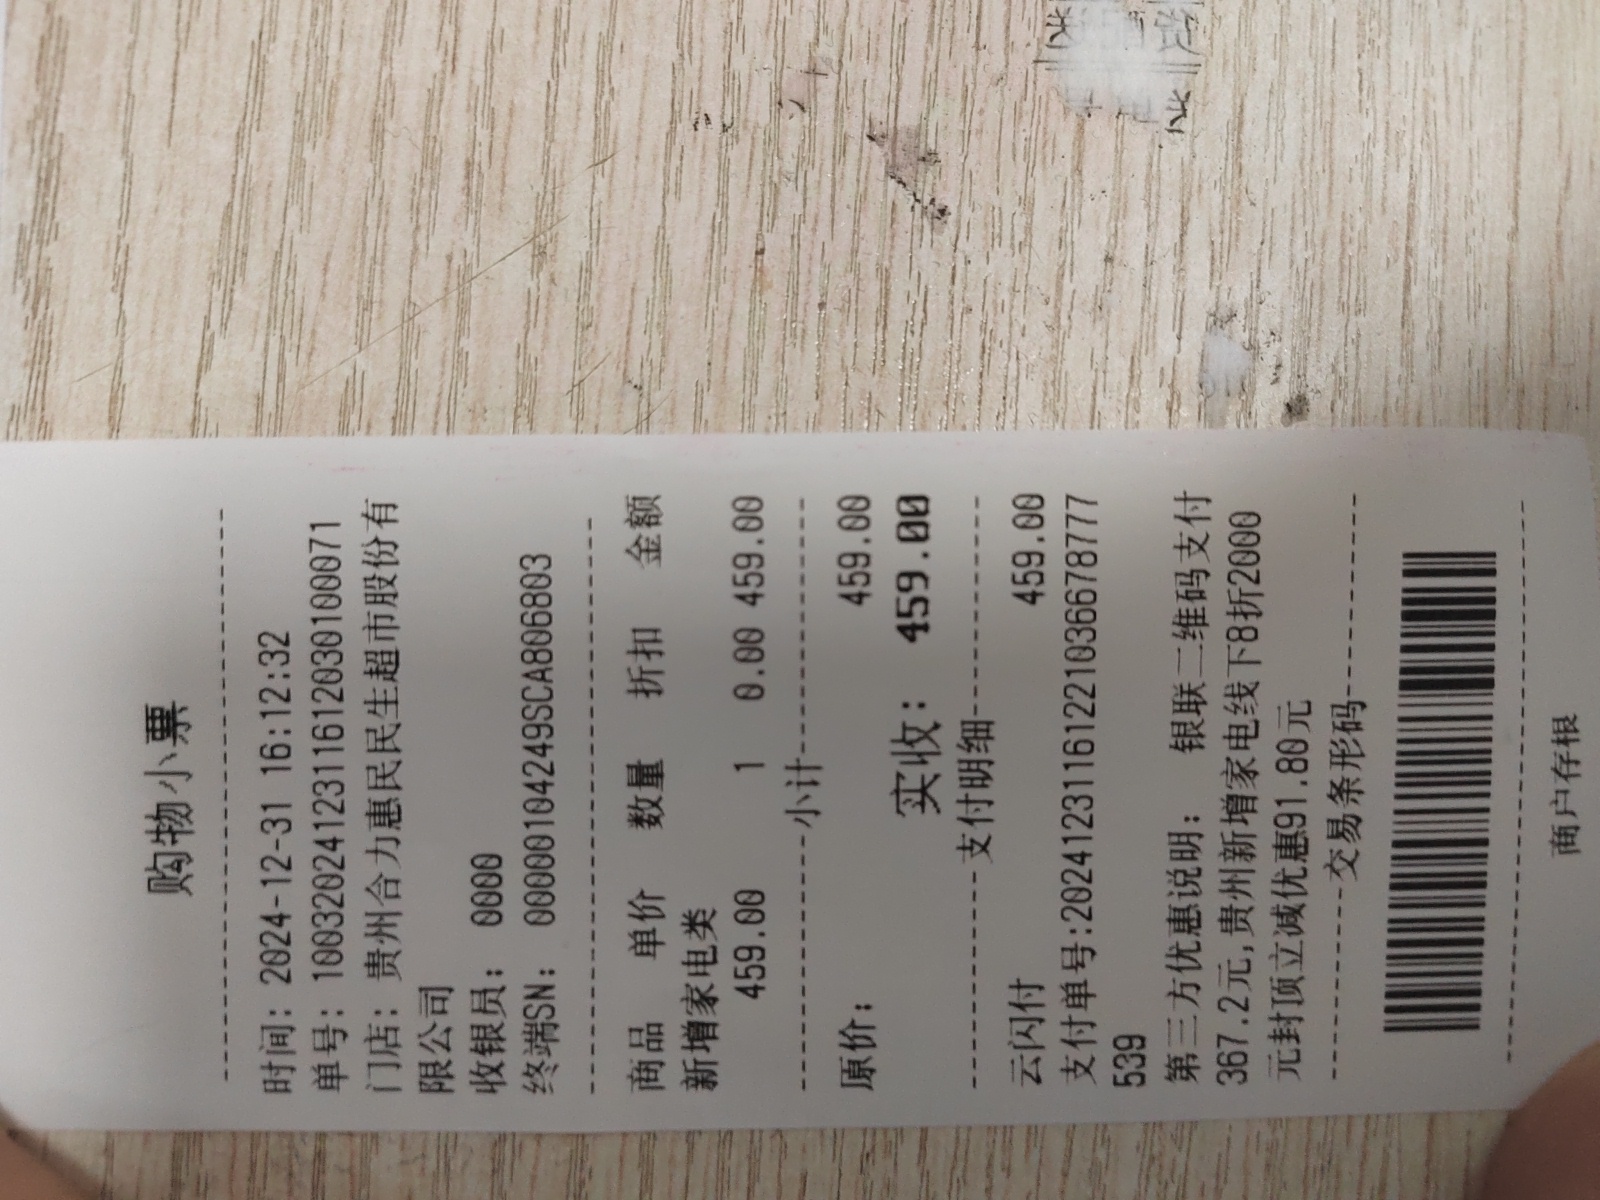 购物小票
时间: 2024-12-31 16:12:32
单号: 1003202412311612030100071
门店: 贵州合力惠民民生超市股份有
限公司
收银员: 0000
终端SN: 00000104249SCA806803
商品 单价 数量 折扣 金额
新增家电类
459.00 1 0.00 459.00
小计
原价: 459.00
实收: 459.00
支付明细
云闪付 459.00
支付单号:2024123116122103667​8777
539
第三方优惠说明: 银联二维码支付
367.2元,贵州新增家电线下8折2000
元封顶立减优惠91.80元
交易条形码
商户存根